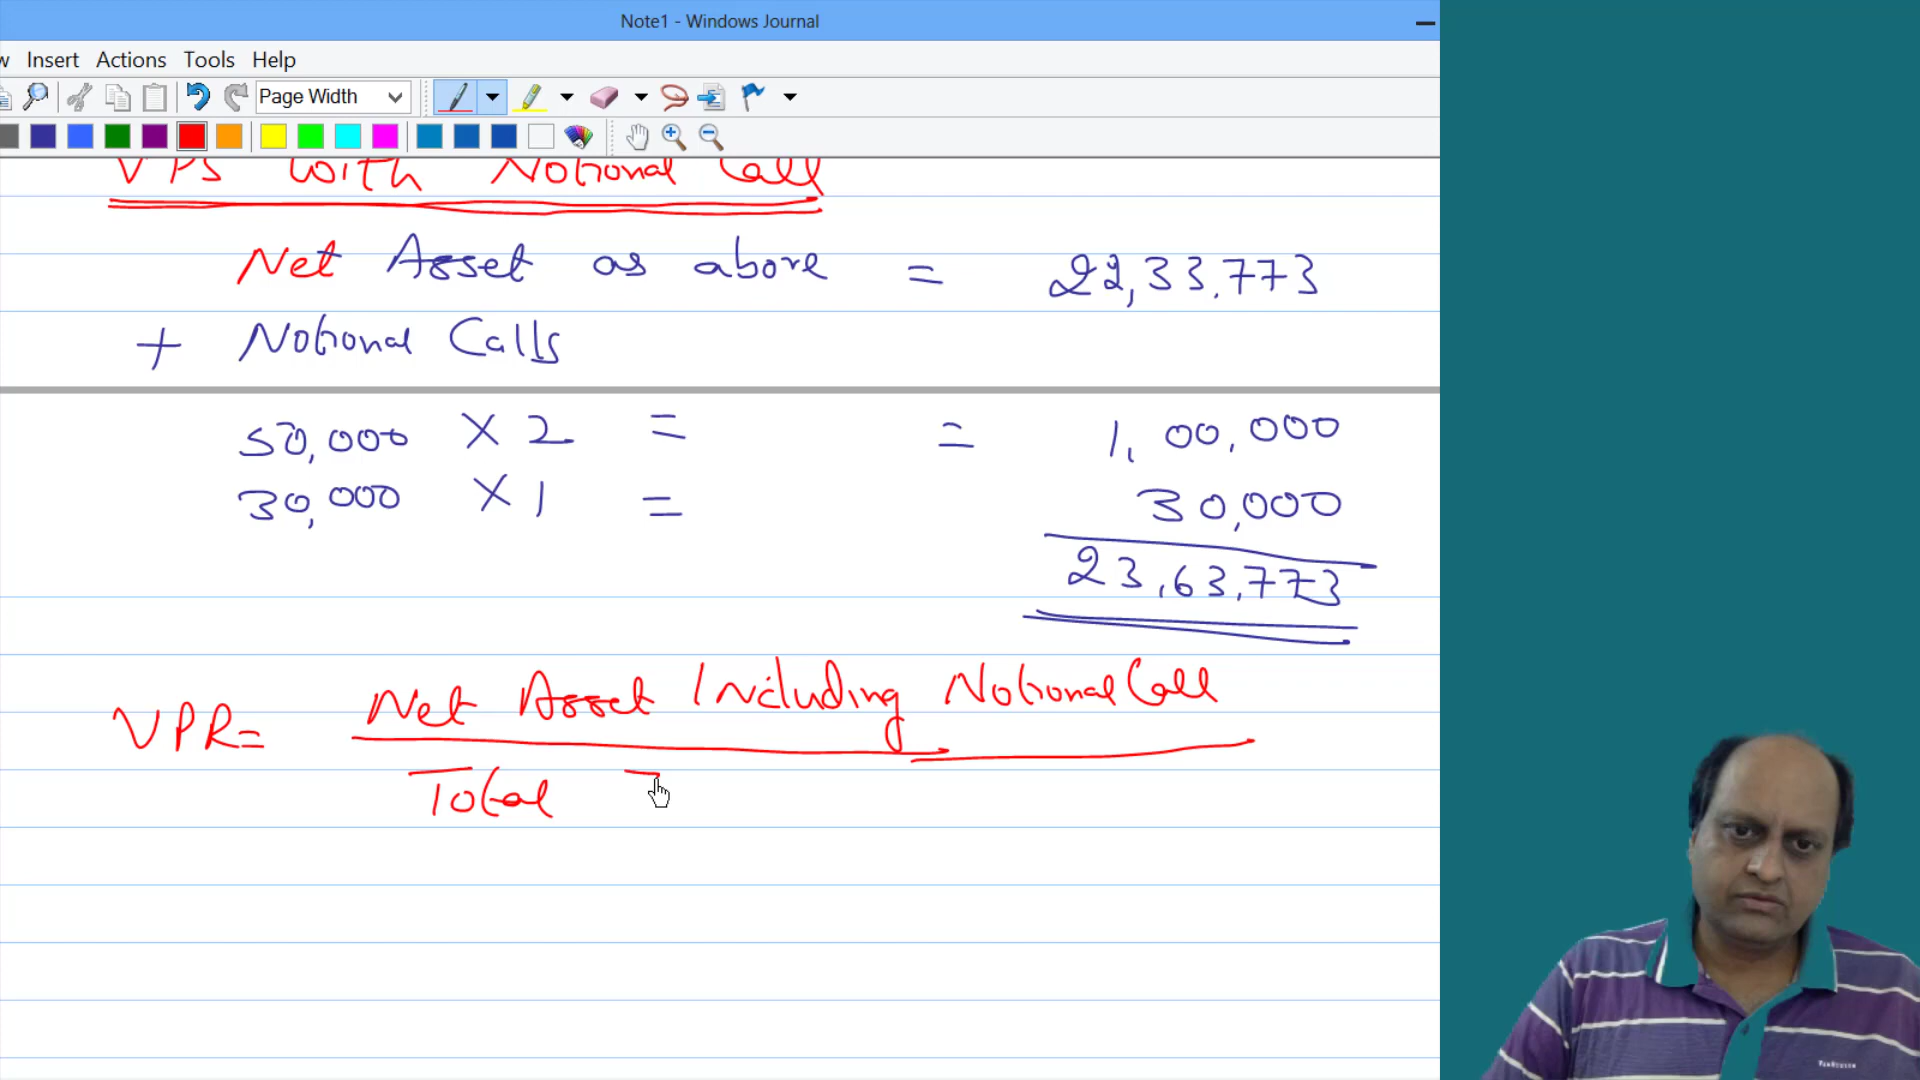 Note1 - Windows Journal
w Insert Actions Tools Help
Page Width
VPS with Notional Call
Net Asset as above = 22,33,773
+ Notional Calls
50,000 X 2 = = 1,00,000
30,000 X 1 = 30,000
23,63,773
VPR= Net Asset Including Notional Call
Total